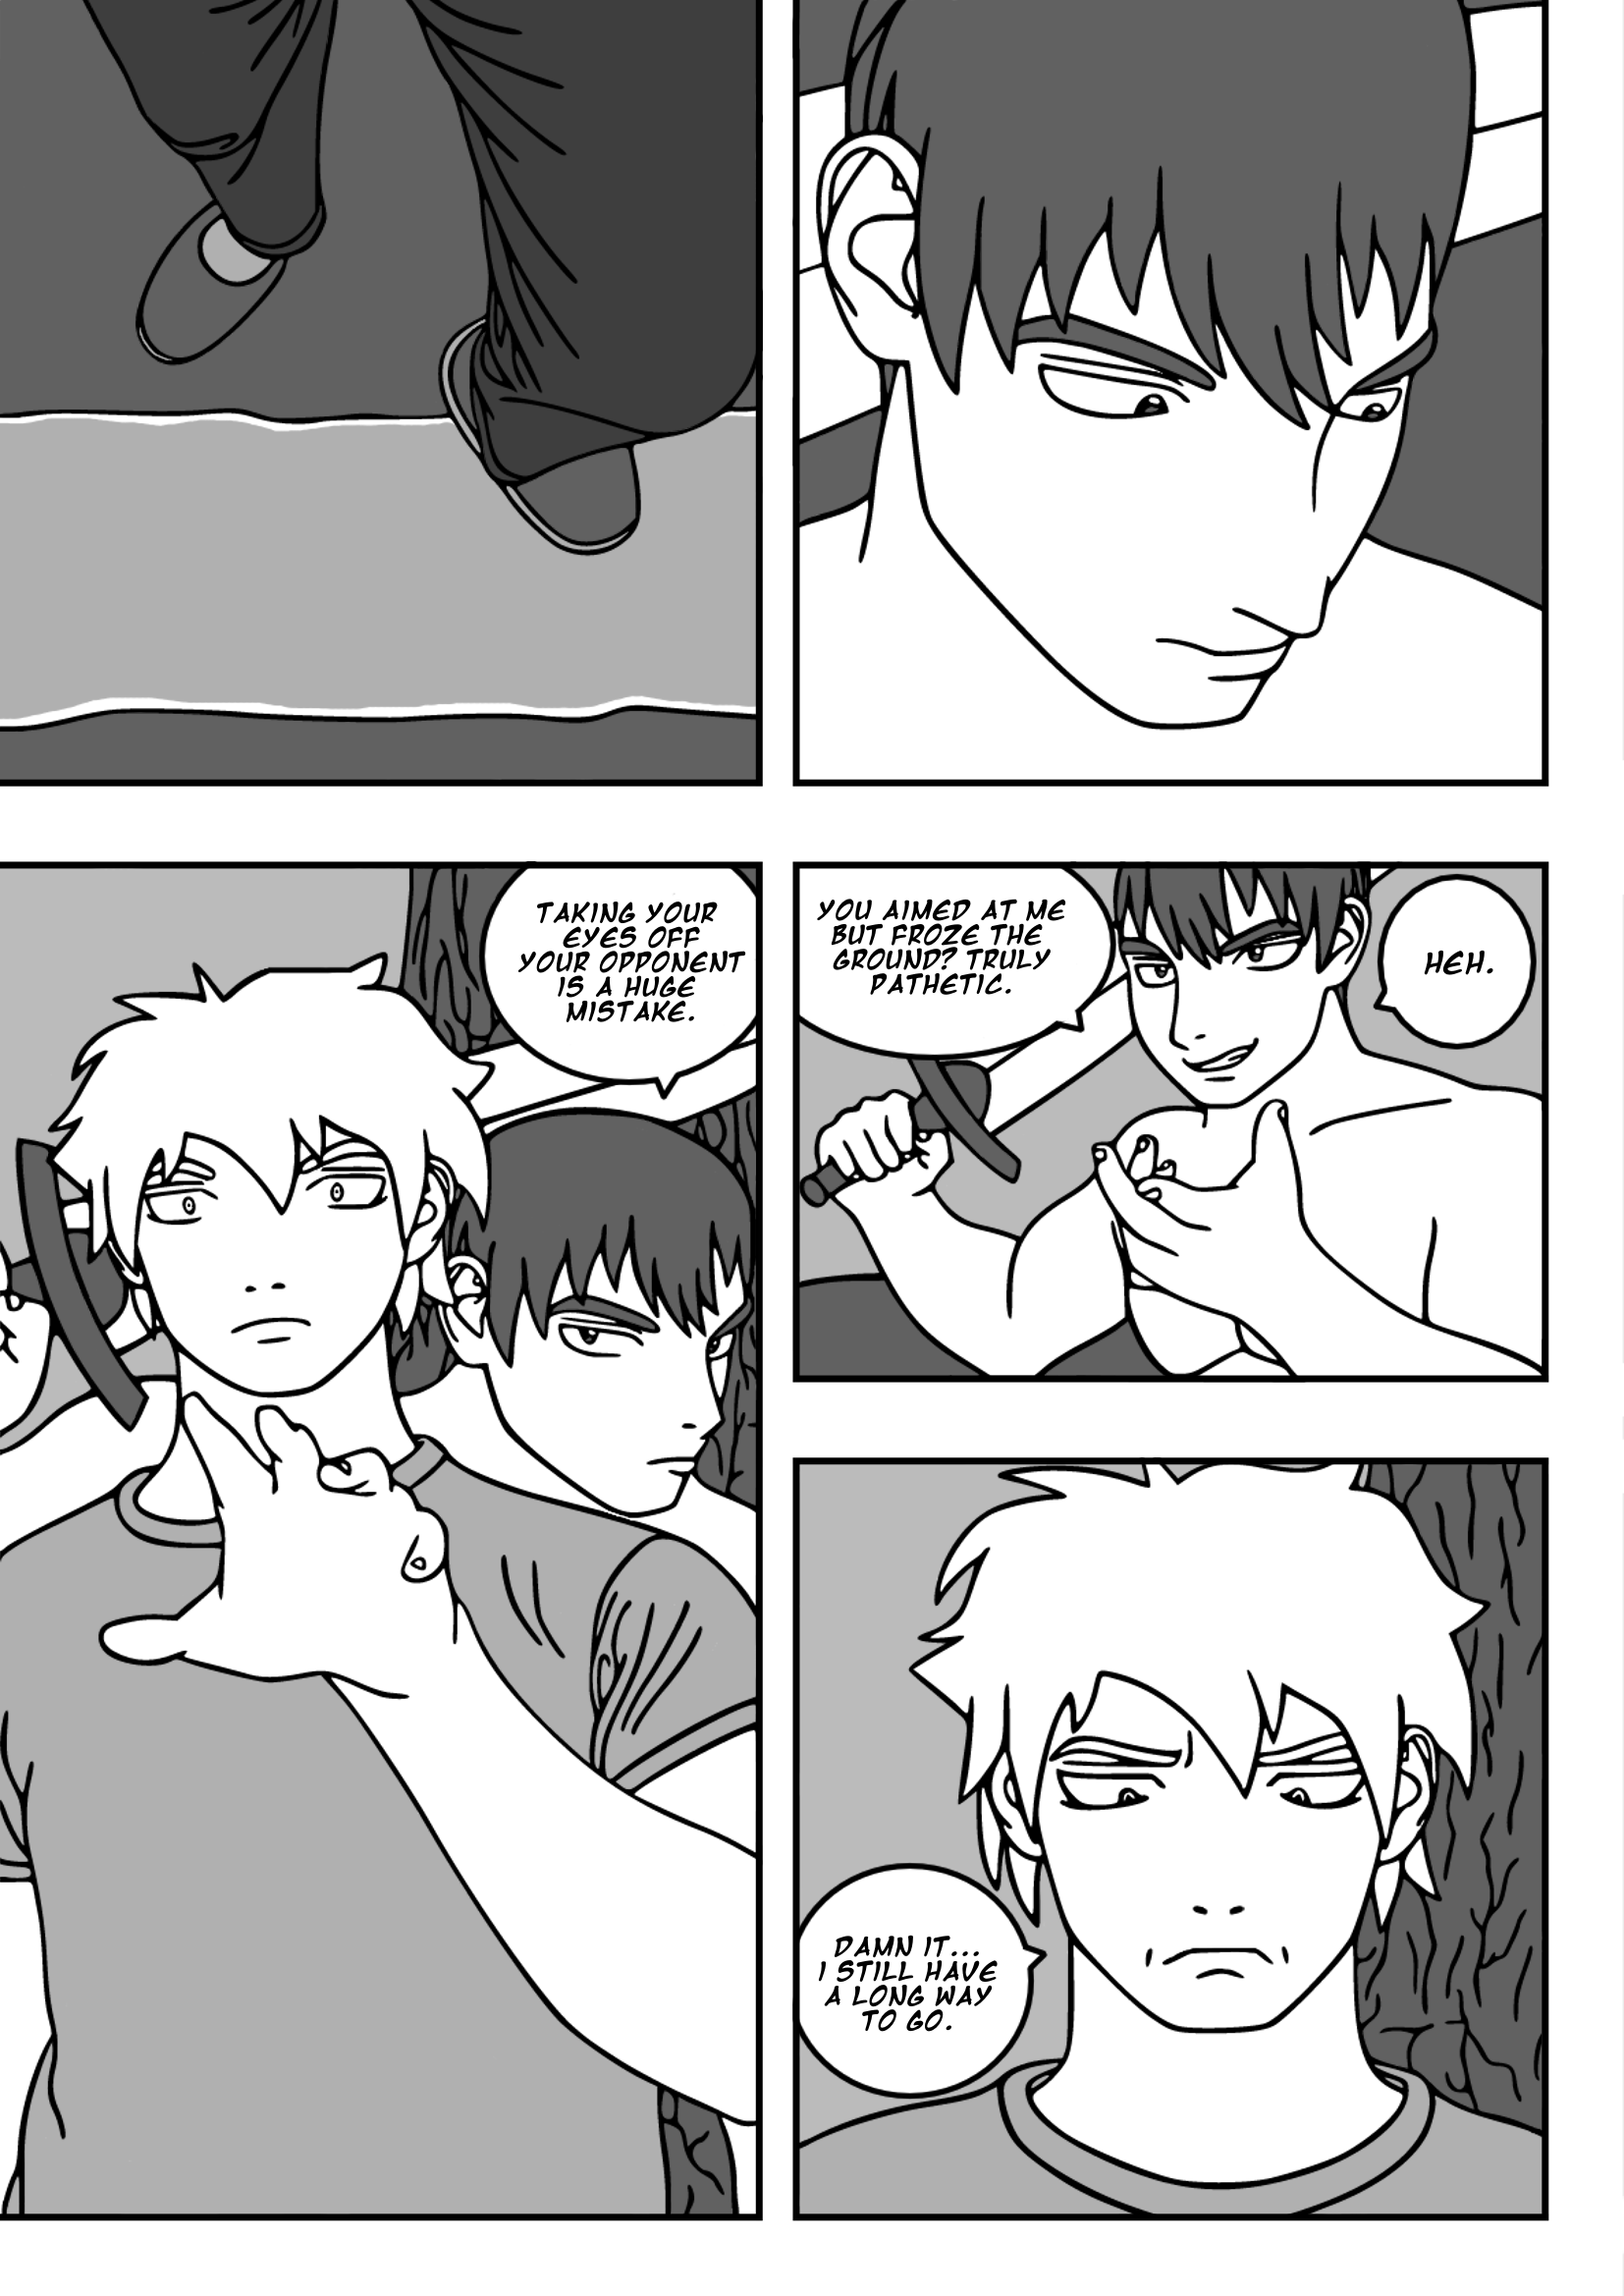 HEH.
YOU AIMED AT ME
BUT FROZE THE
GROUND? TRULY
PATHETIC.
DAMN IT...
I STILL HAVE
A LONG WAY
TO GO.
TAKING YOUR
EYES OFF
YOUR OPPONENT
IS A HUGE
MISTAKE.